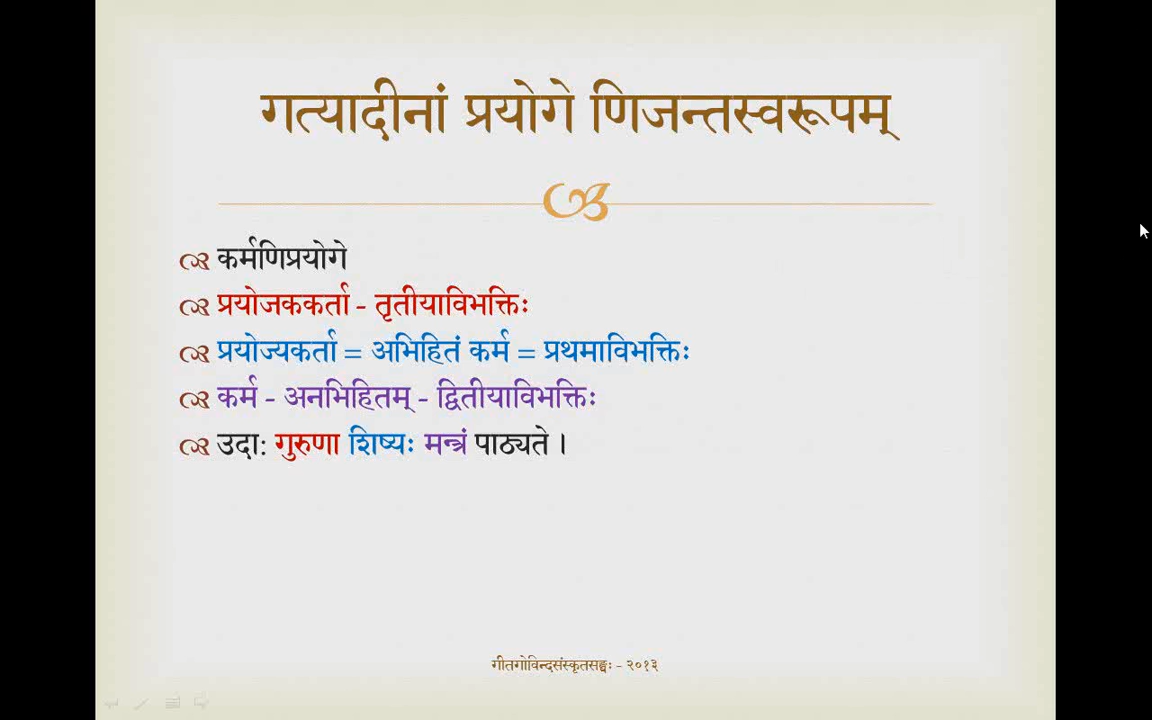 गत्यादीनां प्रयोगे णिजन्तस्वरूपम्
कर्मणिप्रयोगे
प्रयोजककर्ता - तृतीयाविभक्तिः
प्रयोज्यकर्ता = अभिहितं कर्म = प्रथमाविभक्तिः
कर्म - अनभिहितम् - द्वितीयाविभक्तिः
उदा: गुरुणा शिष्यः मन्त्रं पाठ्यते ।
गीतगोविन्दसंस्कृतसङ्घः - २०१३